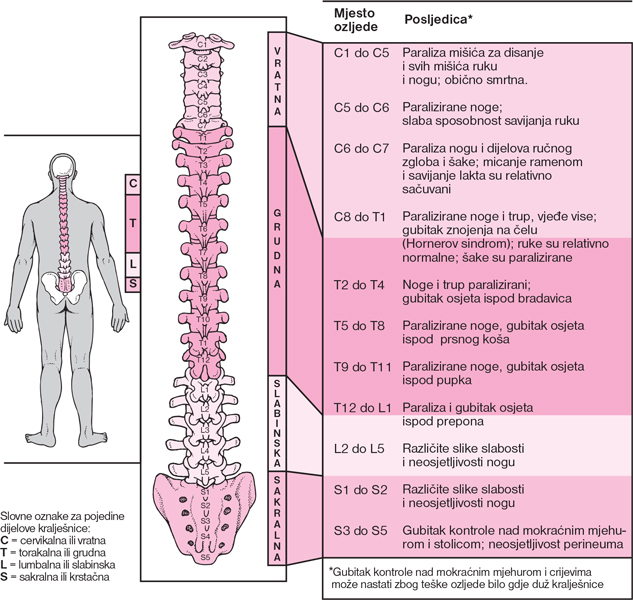 Mjesto ozljede
Posljedica*
C1 do C5
Paraliza mišića za disanje
i svih mišića ruku
i nogu; obično smrtna.
C5 do C6
Paralizirane noge;
slaba sposobnost savijanja ruku
C6 do C7
Paraliza nogu i dijelova ručnog
zgloba i šake; micanje ramenom
i savijanje lakta su relativno
sačuvani
C8 do T1
Paralizirane noge i trup, vjeđe vise;
gubitak znojenja na čelu
(Hornerov sindrom); ruke su relativno
normalne; šake su paralizirane
T2 do T4
Noge i trup paralizirani;
gubitak osjeta ispod bradavica
T5 do T8
Paralizirane noge, gubitak osjeta
ispod prsnog koša
T9 do T11
Paralizirane noge, gubitak osjeta
ispod pupka
T12 do L1
Paraliza i gubitak osjeta
ispod prepona
L2 do L5
Različite slike slabosti
i neosjetljivosti nogu
S1 do S2
Različite slike slabosti
i neosjetljivosti nogu
S3 do S5
Gubitak kontrole nad mokraćnim mjehu-
rom i stolicom; neosjetljivost perineuma
*Gubitak kontrole nad mokraćnim mjehurom i crijevima
može nastati zbog teške ozljede bilo gdje duž kralješnice
VRATNA
GRUDNA
SLABINSKA
SAKRALNA
C1
C2
C3
C4
C5
C6
C7
T1
T2
T3
T4
T5
T6
T7
T8
T9
T10
T1
T12
L1
L2
L3
L4
L5
S1
S2
S3
S4
S5
C
T
L
S
Slovne oznake za pojedine
dijelove kralješnice:
C = cervikalna ili vratna
T = torakalna ili grudna
L = lumbalna ili slabinska
S = sakralna ili krstačna